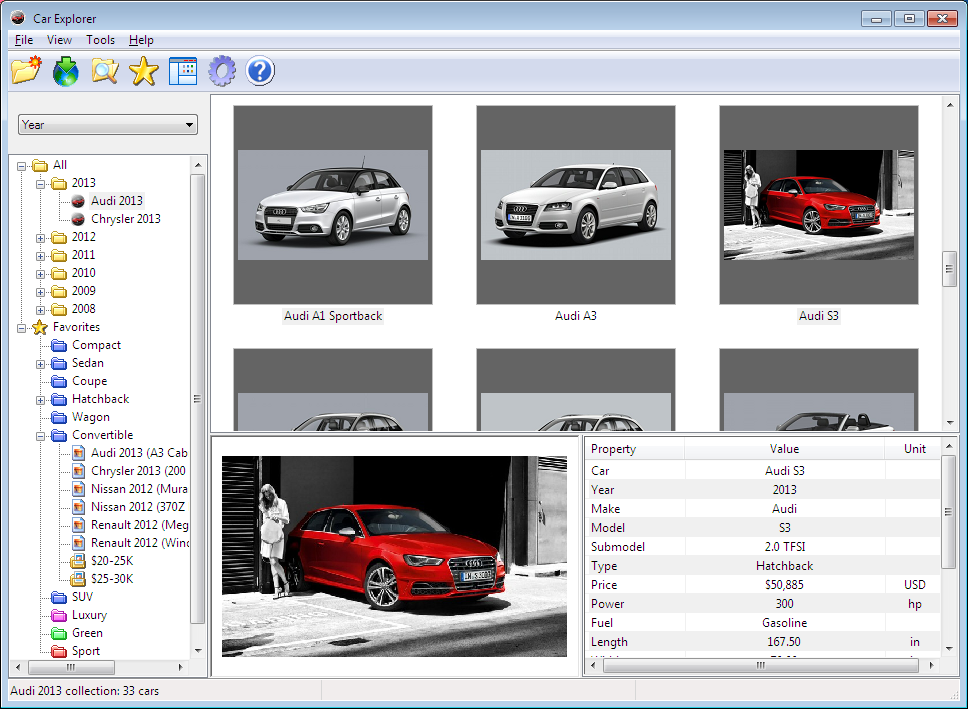 Car Explorer
File View Tools Help
Year
All
2013
Audi 2013
Chrysler 2013
2012
2011
2010
2009
2008
Favorites
Compact
Sedan
Coupe
Hatchback
Wagon
Convertible
Audi 2013 (A3 Cab
Chrysler 2013 (200
Nissan 2012 (Mura
Nissan 2012 (370Z
Renault 2012 (Meg
Renault 2012 (Wind
$20-25K
$25-30K
SUV
Luxury
Green
Sport
Audi A1 Sportback
Audi A3
Audi S3
Property Value Unit
Car Audi S3
Year 2013
Make Audi
Model S3
Submodel 2.0 TFSI
Type Hatchback
Price $50,885 USD
Power 300 hp
Fuel Gasoline
Length 167.50 in
Audi 2013 collection: 33 cars